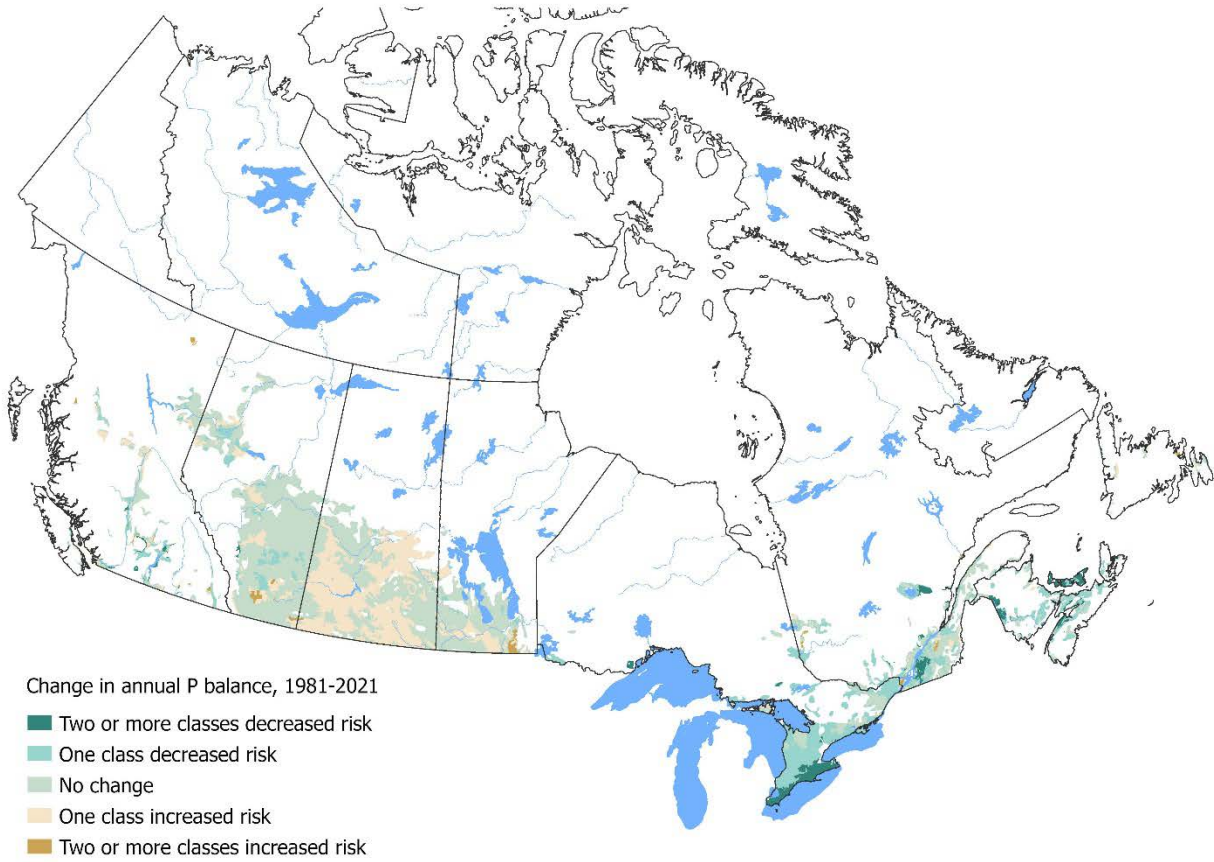 Change in annual P balance, 1981-2021
Two or more classes decreased risk
One class decreased risk
No change
One class increased risk
Two or more classes increased risk